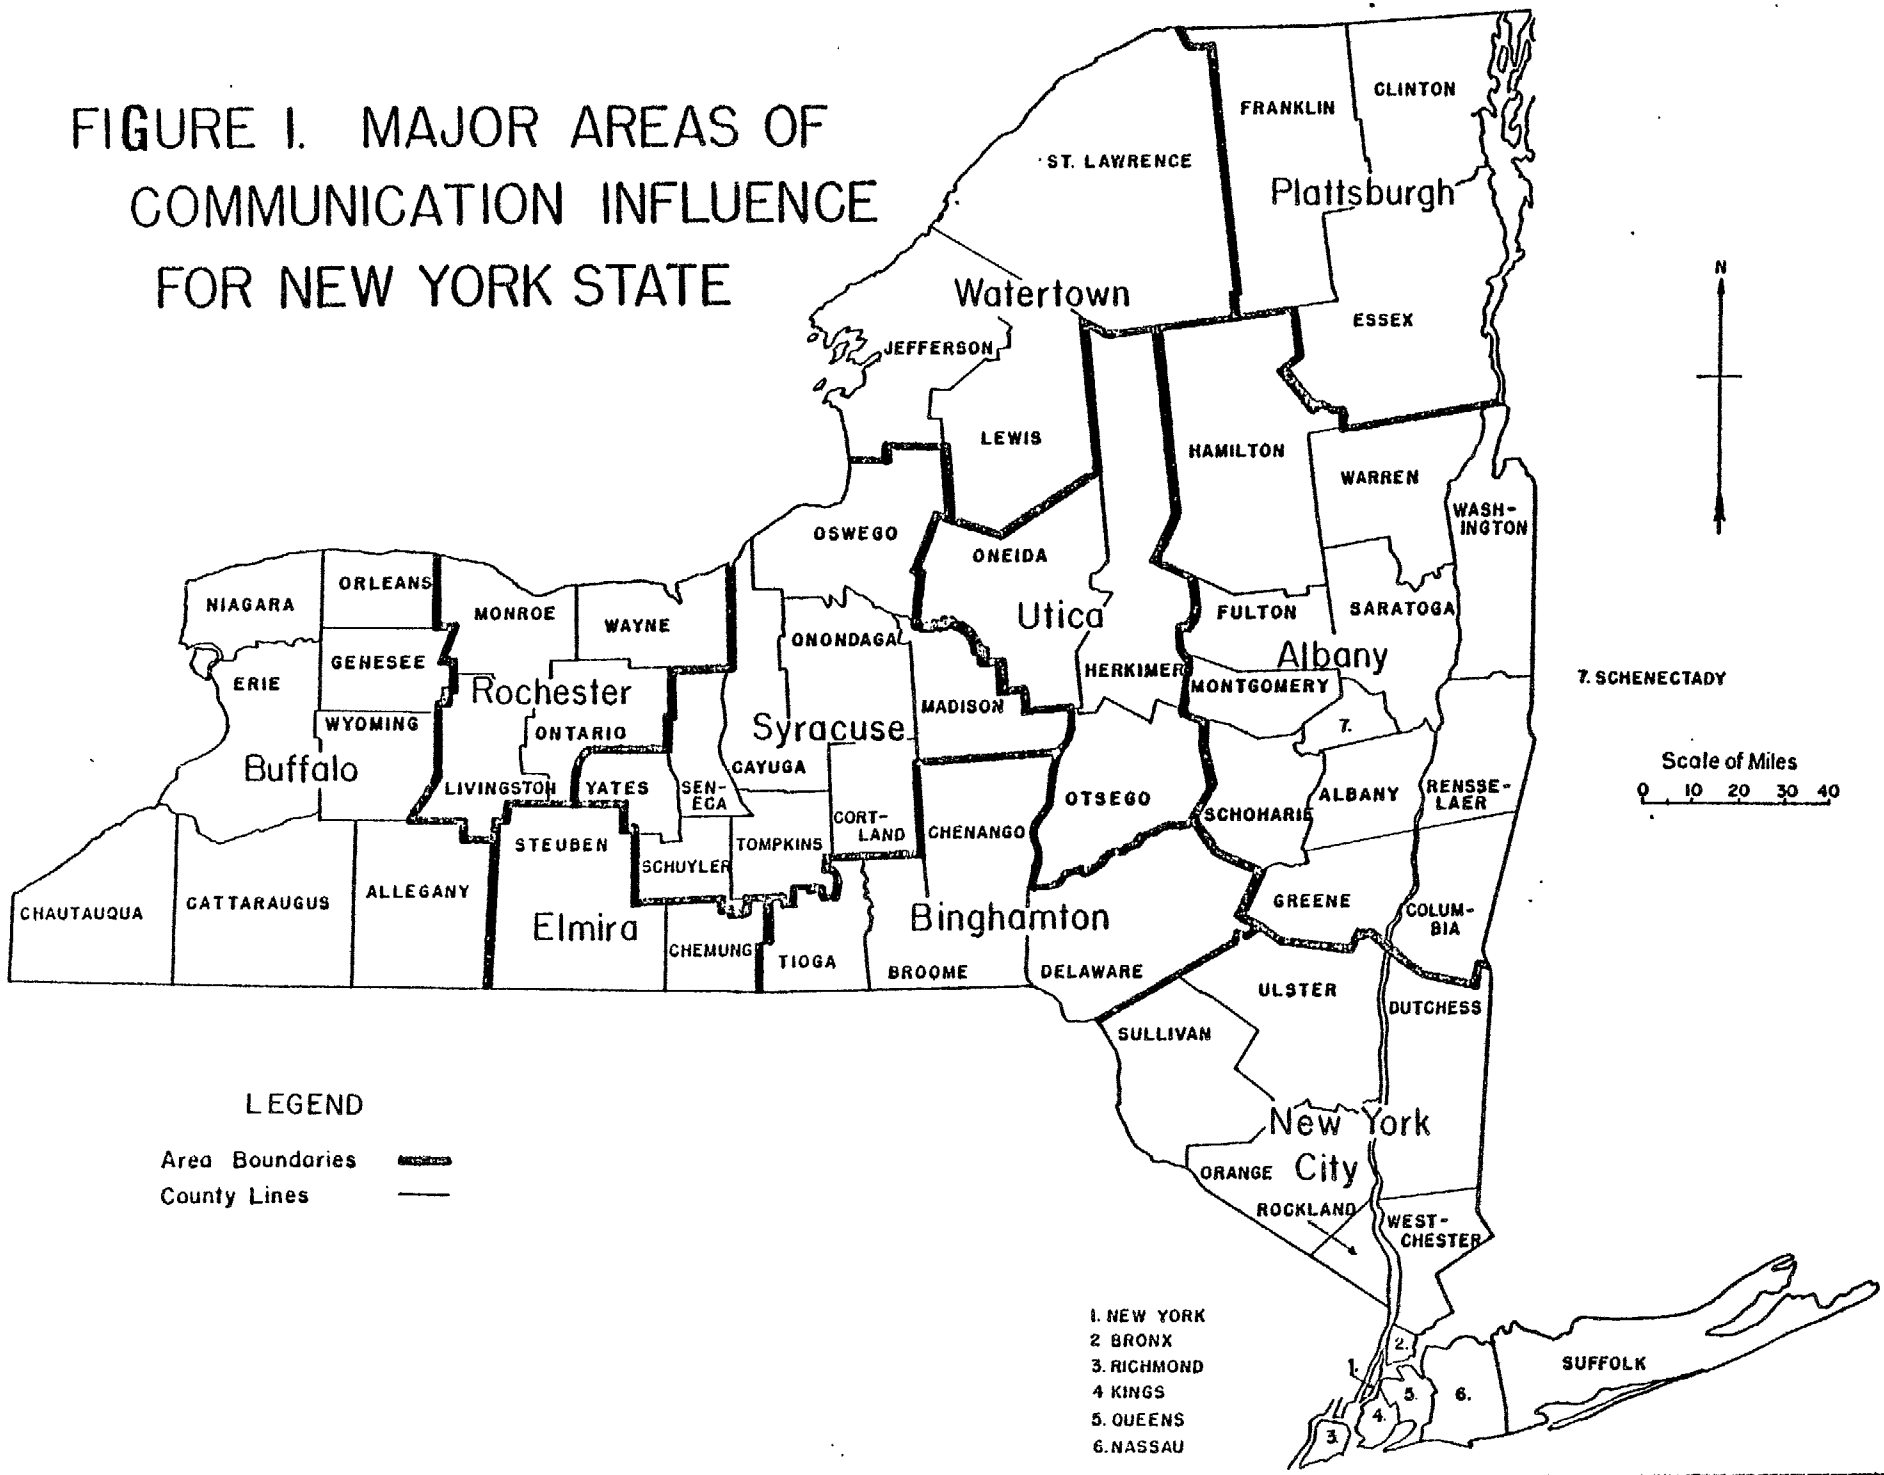 FIGURE 1. MAJOR AREAS OF
COMMUNICATION INFLUENCE
FOR NEW YORK STATE
CLINTON
FRANKLIN
ST. LAWRENCE
Plattsburgh
N
Watertown
ESSEX
JEFFERSON
LEWIS
HAMILTON
WARREN
WASH-
INGTON
OSWEGO
ONEIDA
ORLEANS
NIAGARA
MONROE
WAYNE
Utica
FULTON
SARATOGA
ONONDAGA
GENESEE
HERKIMER
Albany
ERIE
Rochester
MONTGOMERY
7. SCHENECTADY
MADISON
WYOMING
ONTARIO
Syracuse
7.
Buffalo
CAYUGA
Scale of Miles
0 10 20 30 40
LIVINGSTON
YATES
SEN-
ECA
OTSEGO
ALBANY
RENSSE-
LAER
SCHOHARIE
CORT-
LAND
CHENANGO
STEUBEN
TOMPKINS
SCHUYLER
ALLEGANY
CATTARAUGUS
CHAUTAUQUA
GREENE
COLUM-
BIA
Elmira
Binghamton
CHEMUNG
TIOGA
BROOME
DELAWARE
ULSTER
DUTCHESS
SULLIVAN
LEGEND
Area Boundaries
County Lines
New York
City
ORANGE
ROCKLAND
WEST-
CHESTER
1. NEW YORK
2 BRONX
3. RICHMOND
4 KINGS
5. QUEENS
6. NASSAU
2.
1.
5.
6.
4.
3.
SUFFOLK